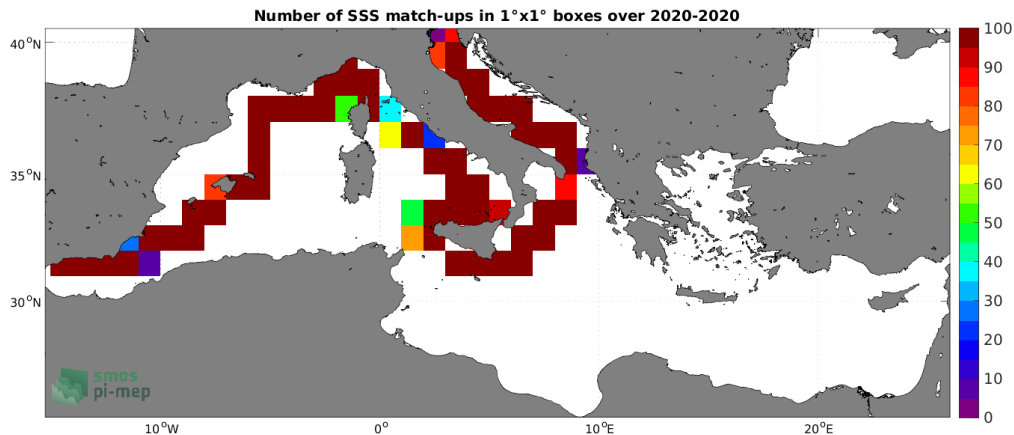 Number of SSS match-ups in 1°x1° boxes over 2020-2020
40°N
35°N
30°N
10°W
0°
10°E
20°E
100
90
80
70
60
50
40
30
20
10
0
smos
pi-mep